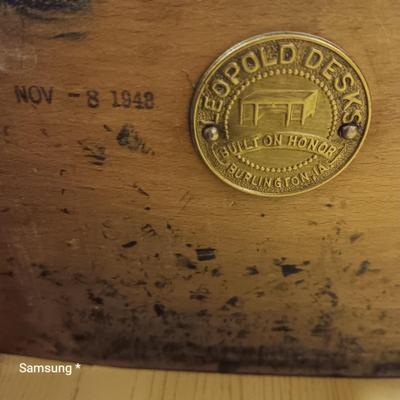 NOV - 8 1948
LEOPOLD DESKS
BUILT ON HONOR
BURLINGTON, IA.
Samsung *